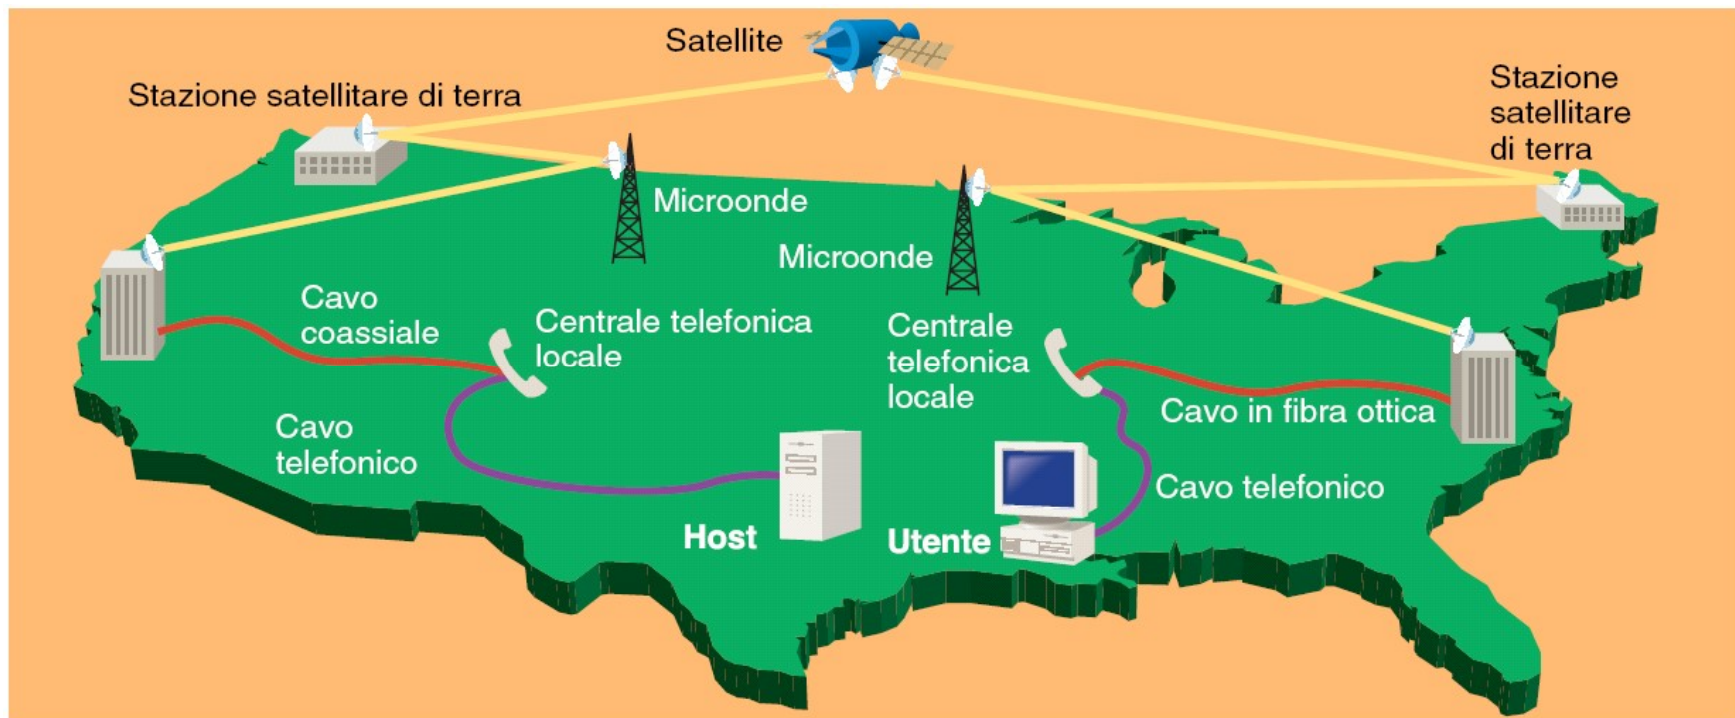 Satellite
Stazione satellitare di terra
Stazione
satellitare
di terra
Microonde
Microonde
Cavo
coassiale
Centrale telefonica
locale
Centrale
telefonica
locale
Cavo in fibra ottica
Cavo
telefonico
Cavo telefonico
Host
Utente